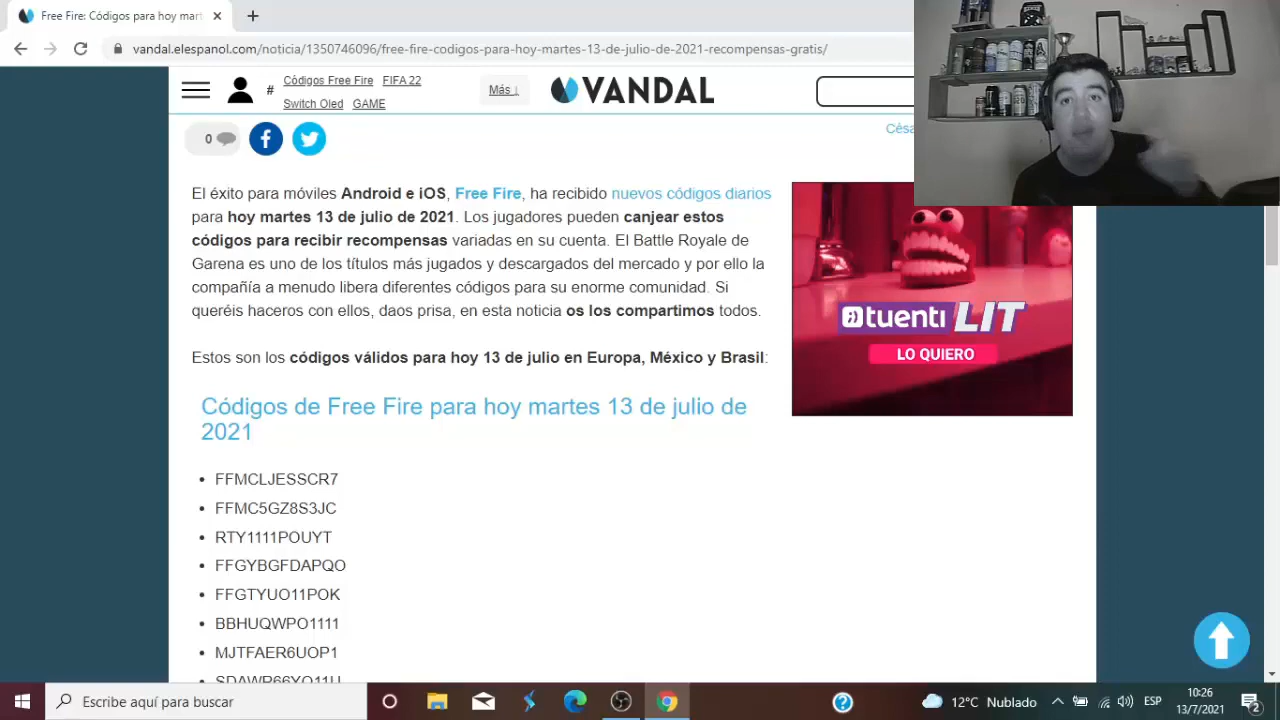 Free Fire: Códigos para hoy mart
vandal.elespanol.com/noticia/1350746096/free-fire-codigos-para-hoy-martes-13-de-julio-de-2021-recompensas-gratis/
# Códigos Free Fire FIFA 22
Switch Oled GAME
Más ↓
VANDAL
0
Césa
El éxito para móviles Android e iOS, Free Fire, ha recibido nuevos códigos diarios
para hoy martes 13 de julio de 2021. Los jugadores pueden canjear estos
códigos para recibir recompensas variadas en su cuenta. El Battle Royale de
Garena es uno de los títulos más jugados y descargados del mercado y por ello la
compañía a menudo libera diferentes códigos para su enorme comunidad. Si
queréis haceros con ellos, daos prisa, en esta noticia os los compartimos todos.
tuenti LIT
LO QUIERO
Estos son los códigos válidos para hoy 13 de julio en Europa, México y Brasil:
Códigos de Free Fire para hoy martes 13 de julio de
2021
• FFMCLJESSCR7
• FFMC5GZ8S3JC
• RTY1111POUYT
• FFGYBGFDAPQO
• FFGTYUO11POK
• BBHUQWPO1111
• MJTFAER6UOP1
Escribe aquí para buscar
12°C Nublado
ESP
10:26
13/7/2021
2